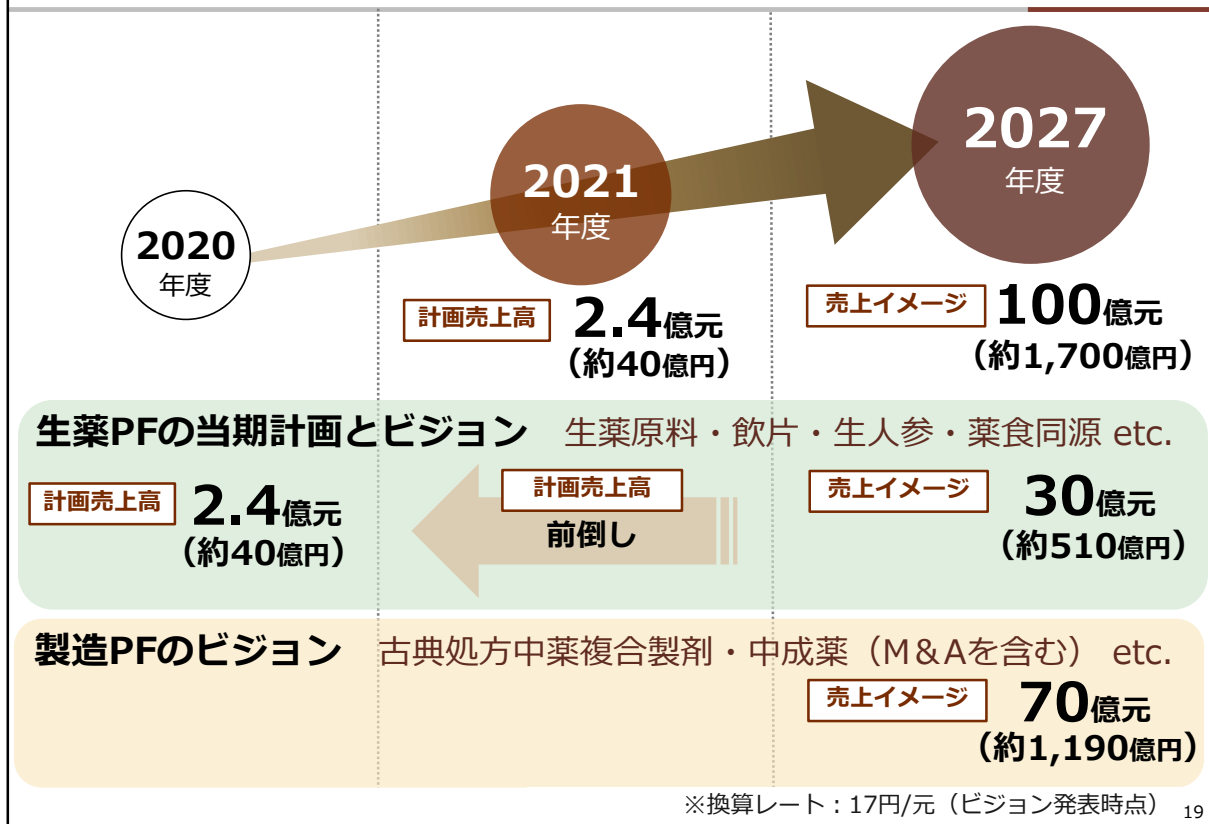 2020
年度
2021
年度
2027
年度
計画売上高 2.4億元
(約40億円)
売上イメージ 100億元
(約1,700億円)
生薬PFの当期計画とビジョン 生薬原料・飲片・生人参・薬食同源 etc.
計画売上高 2.4億元
(約40億円)
計画売上高
前倒し
売上イメージ 30億元
(約510億円)
製造PFのビジョン 古典処方中薬複合製剤・中成薬(M&Aを含む) etc.
売上イメージ 70億元
(約1,190億円)
※換算レート:17円/元(ビジョン発表時点)
19